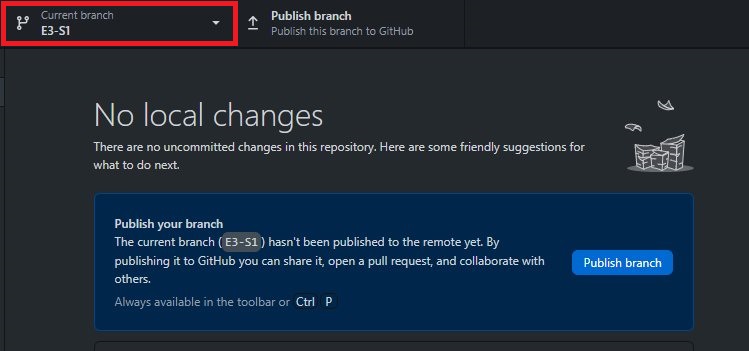 Current branch
E3-S1
Publish branch
Publish this branch to GitHub
No local changes
There are no uncommitted changes in this repository. Here are some friendly suggestions for
what to do next.
Publish your branch
The current branch (E3-S1) hasn't been published to the remote yet. By
publishing it to GitHub you can share it, open a pull request, and collaborate with
others.
Publish branch
Always available in the toolbar or Ctrl P